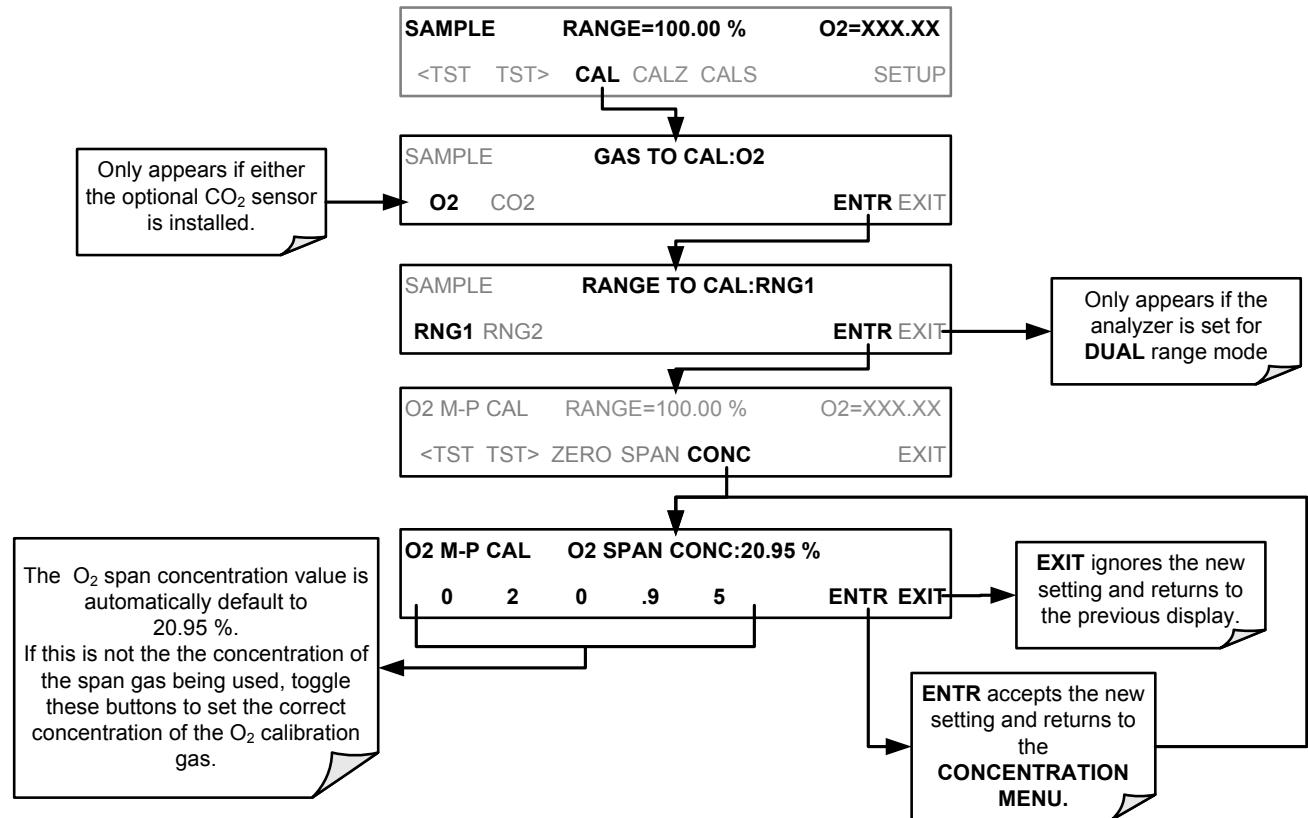 SAMPLE RANGE=100.00 % O2=XXX.XX
<TST TST> CAL CALZ CALS SETUP
Only appears if either
the optional CO₂ sensor
is installed.
SAMPLE GAS TO CAL:O2
O2 CO2 ENTR EXIT
SAMPLE RANGE TO CAL:RNG1
RNG1 RNG2 ENTR EXIT
Only appears if the
analyzer is set for
DUAL range mode
O2 M-P CAL RANGE=100.00 % O2=XXX.XX
<TST TST> ZERO SPAN CONC EXIT
O2 M-P CAL O2 SPAN CONC:20.95 %
0 2 0 .9 5 ENTR EXIT
The O₂ span concentration value is
automatically default to
20.95 %.
If this is not the the concentration of
the span gas being used, toggle
these buttons to set the correct
concentration of the O₂ calibration
gas.
EXIT ignores the new
setting and returns to
the previous display.
ENTR accepts the new
setting and returns to
the
CONCENTRATION
MENU.